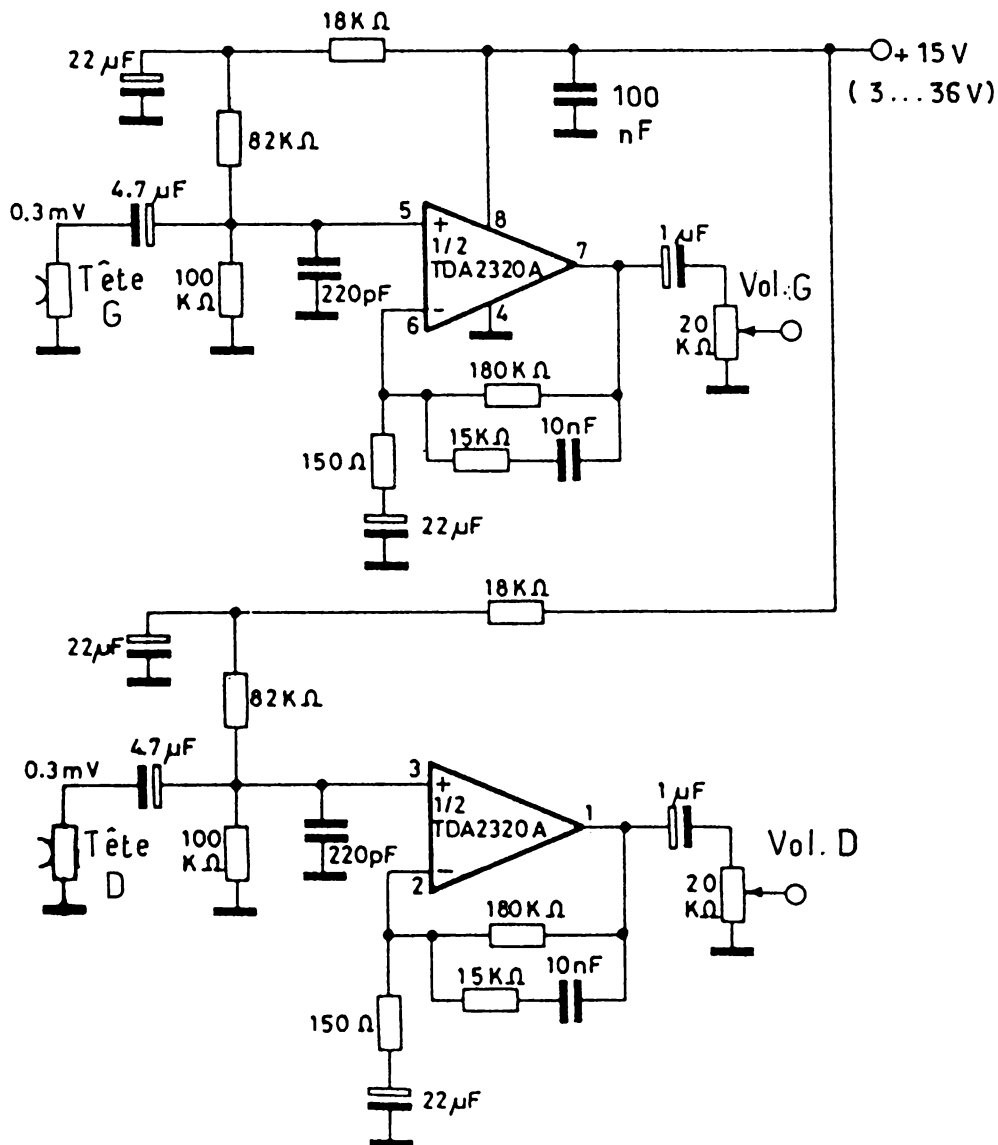 18KΩ
22µF
+ 15V
(3...36V)
100
nF
82KΩ
4.7µF
0.3mV
5
+
8
1/2
TDA2320A
7
1µF
Tête
G
100
KΩ
220pF
-
6
4
Vol.G
20
KΩ
180KΩ
15KΩ
10nF
150Ω
22µF
18KΩ
22µF
82KΩ
4.7µF
0.3mV
3
+
1/2
TDA2320A
1
1µF
Tête
D
100
KΩ
220pF
-
2
Vol. D
20
KΩ
180KΩ
15KΩ
10nF
150Ω
22µF